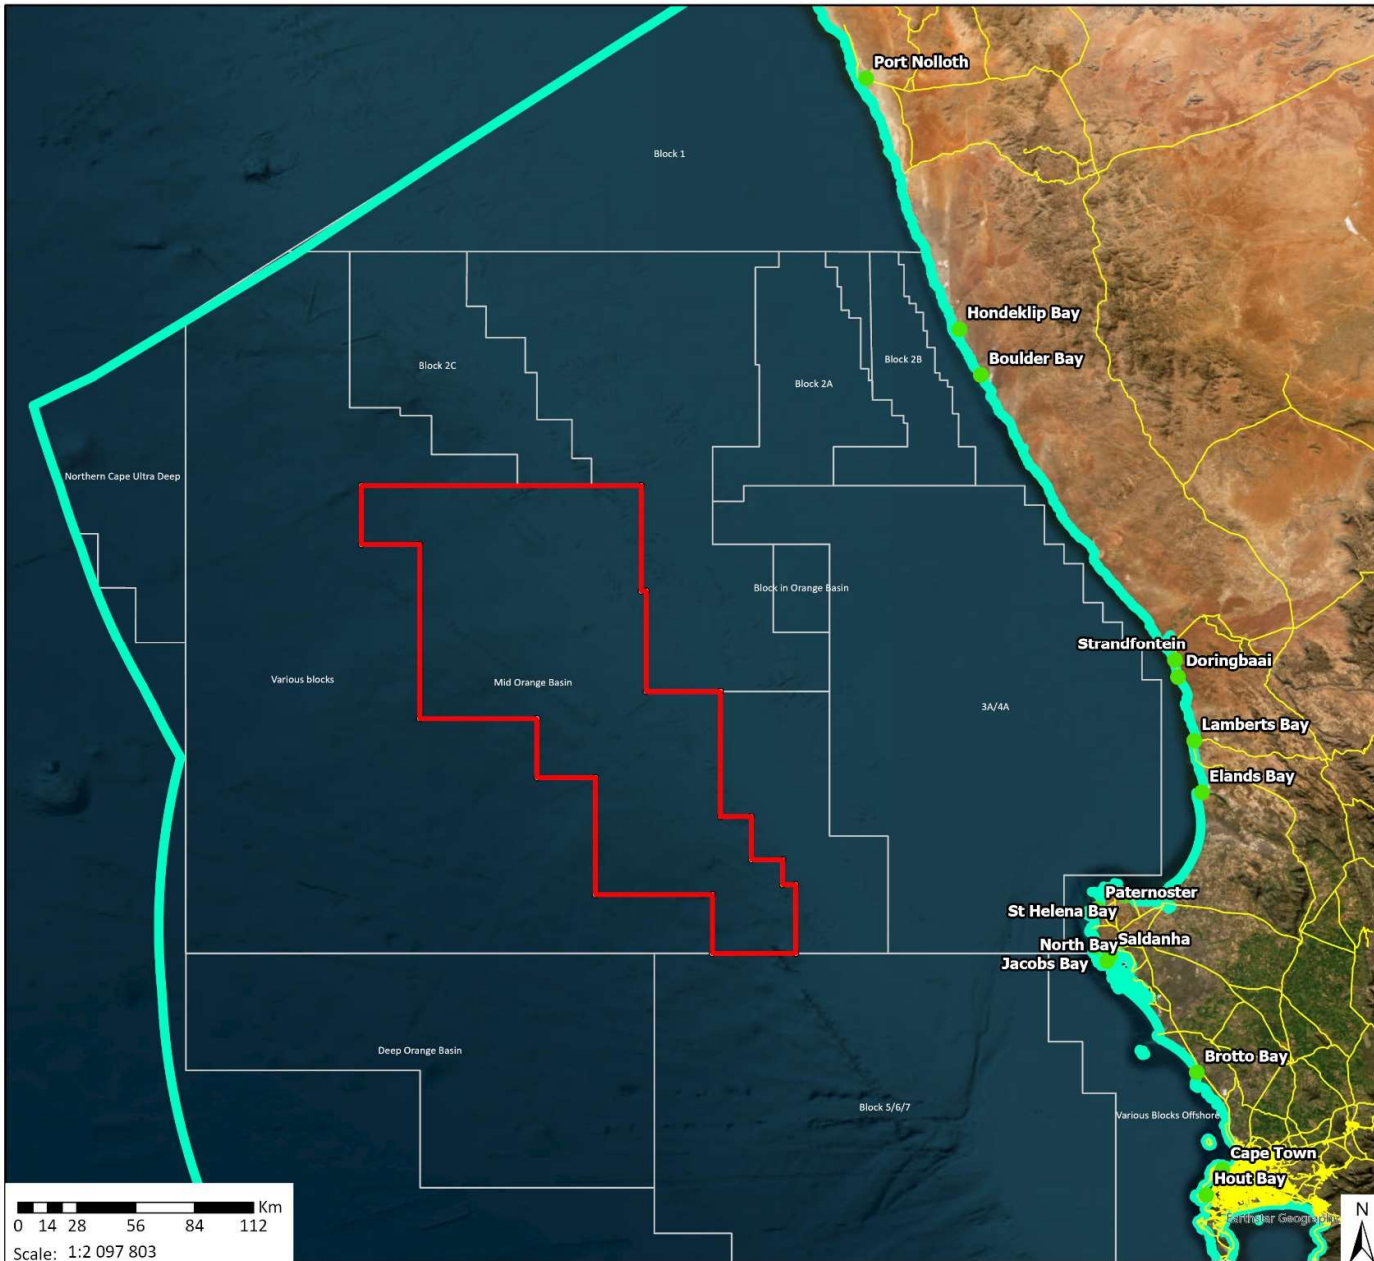 Port Nolloth
Block 1
Hondeklip Bay
Boulder Bay
Block 2B
Block 2C
Block 2A
Northern Cape Ultra Deep
Block in Orange Basin
Strandfontein
Doringbaai
Various blocks
Mid Orange Basin
3A/4A
Lamberts Bay
Elands Bay
Paternoster
St Helena Bay
Saldanha
North Bay
Jacobs Bay
Deep Orange Basin
Brotto Bay
Block 5/6/7
Various Blocks Offshore
Cape Town
Hout Bay
Earthstar Geographic
N
Km
0 14 28 56 84 112
Scale: 1:2 097 803